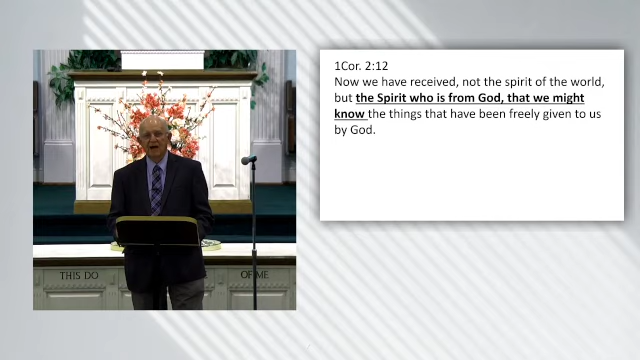 1Cor. 2:12
Now we have received, not the spirit of the world,
but the Spirit who is from God, that we might
know the things that have been freely given to us
by God.
THIS DO OF ME